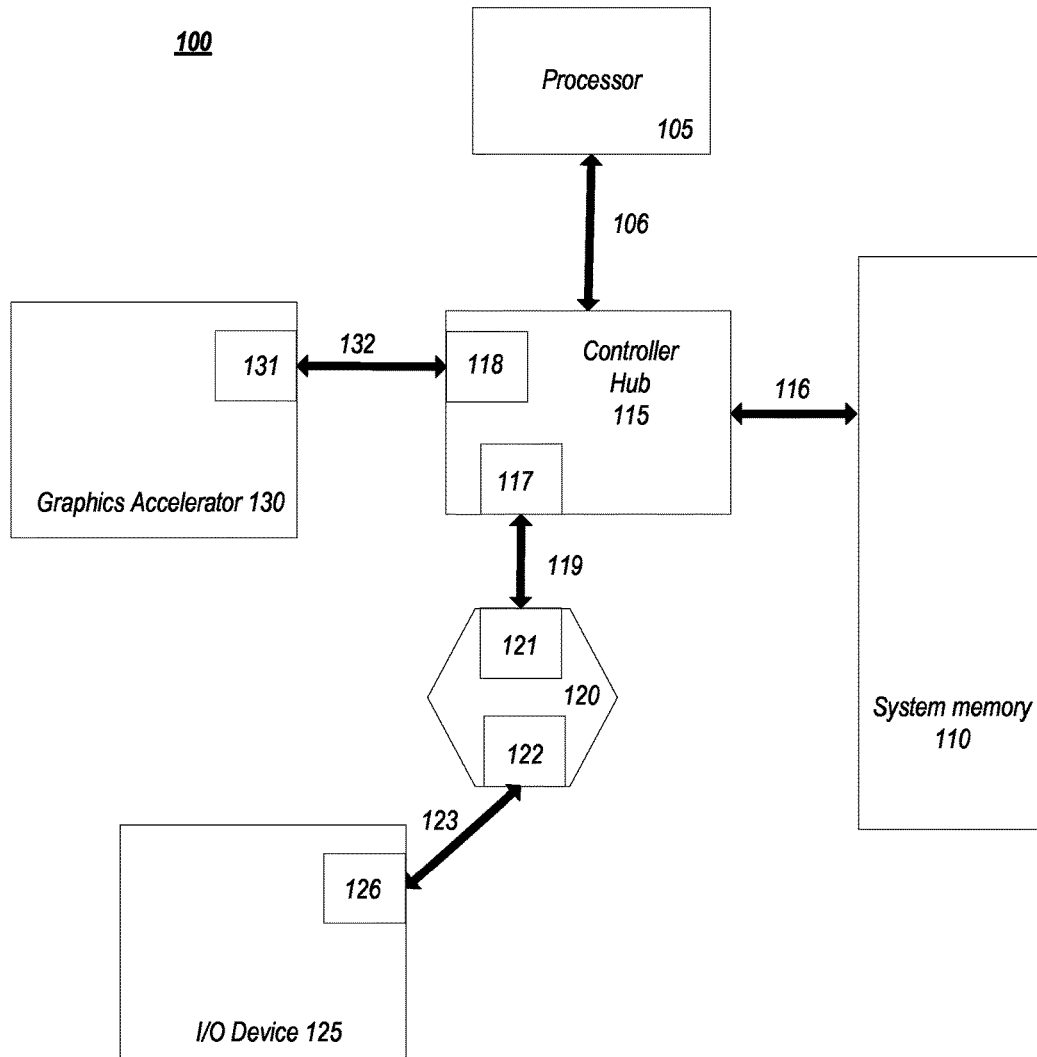 100
Processor
105
106
131
132
118
Controller
Hub
115
116
117
Graphics Accelerator 130
119
121
120
122
System memory
110
123
126
I/O Device 125